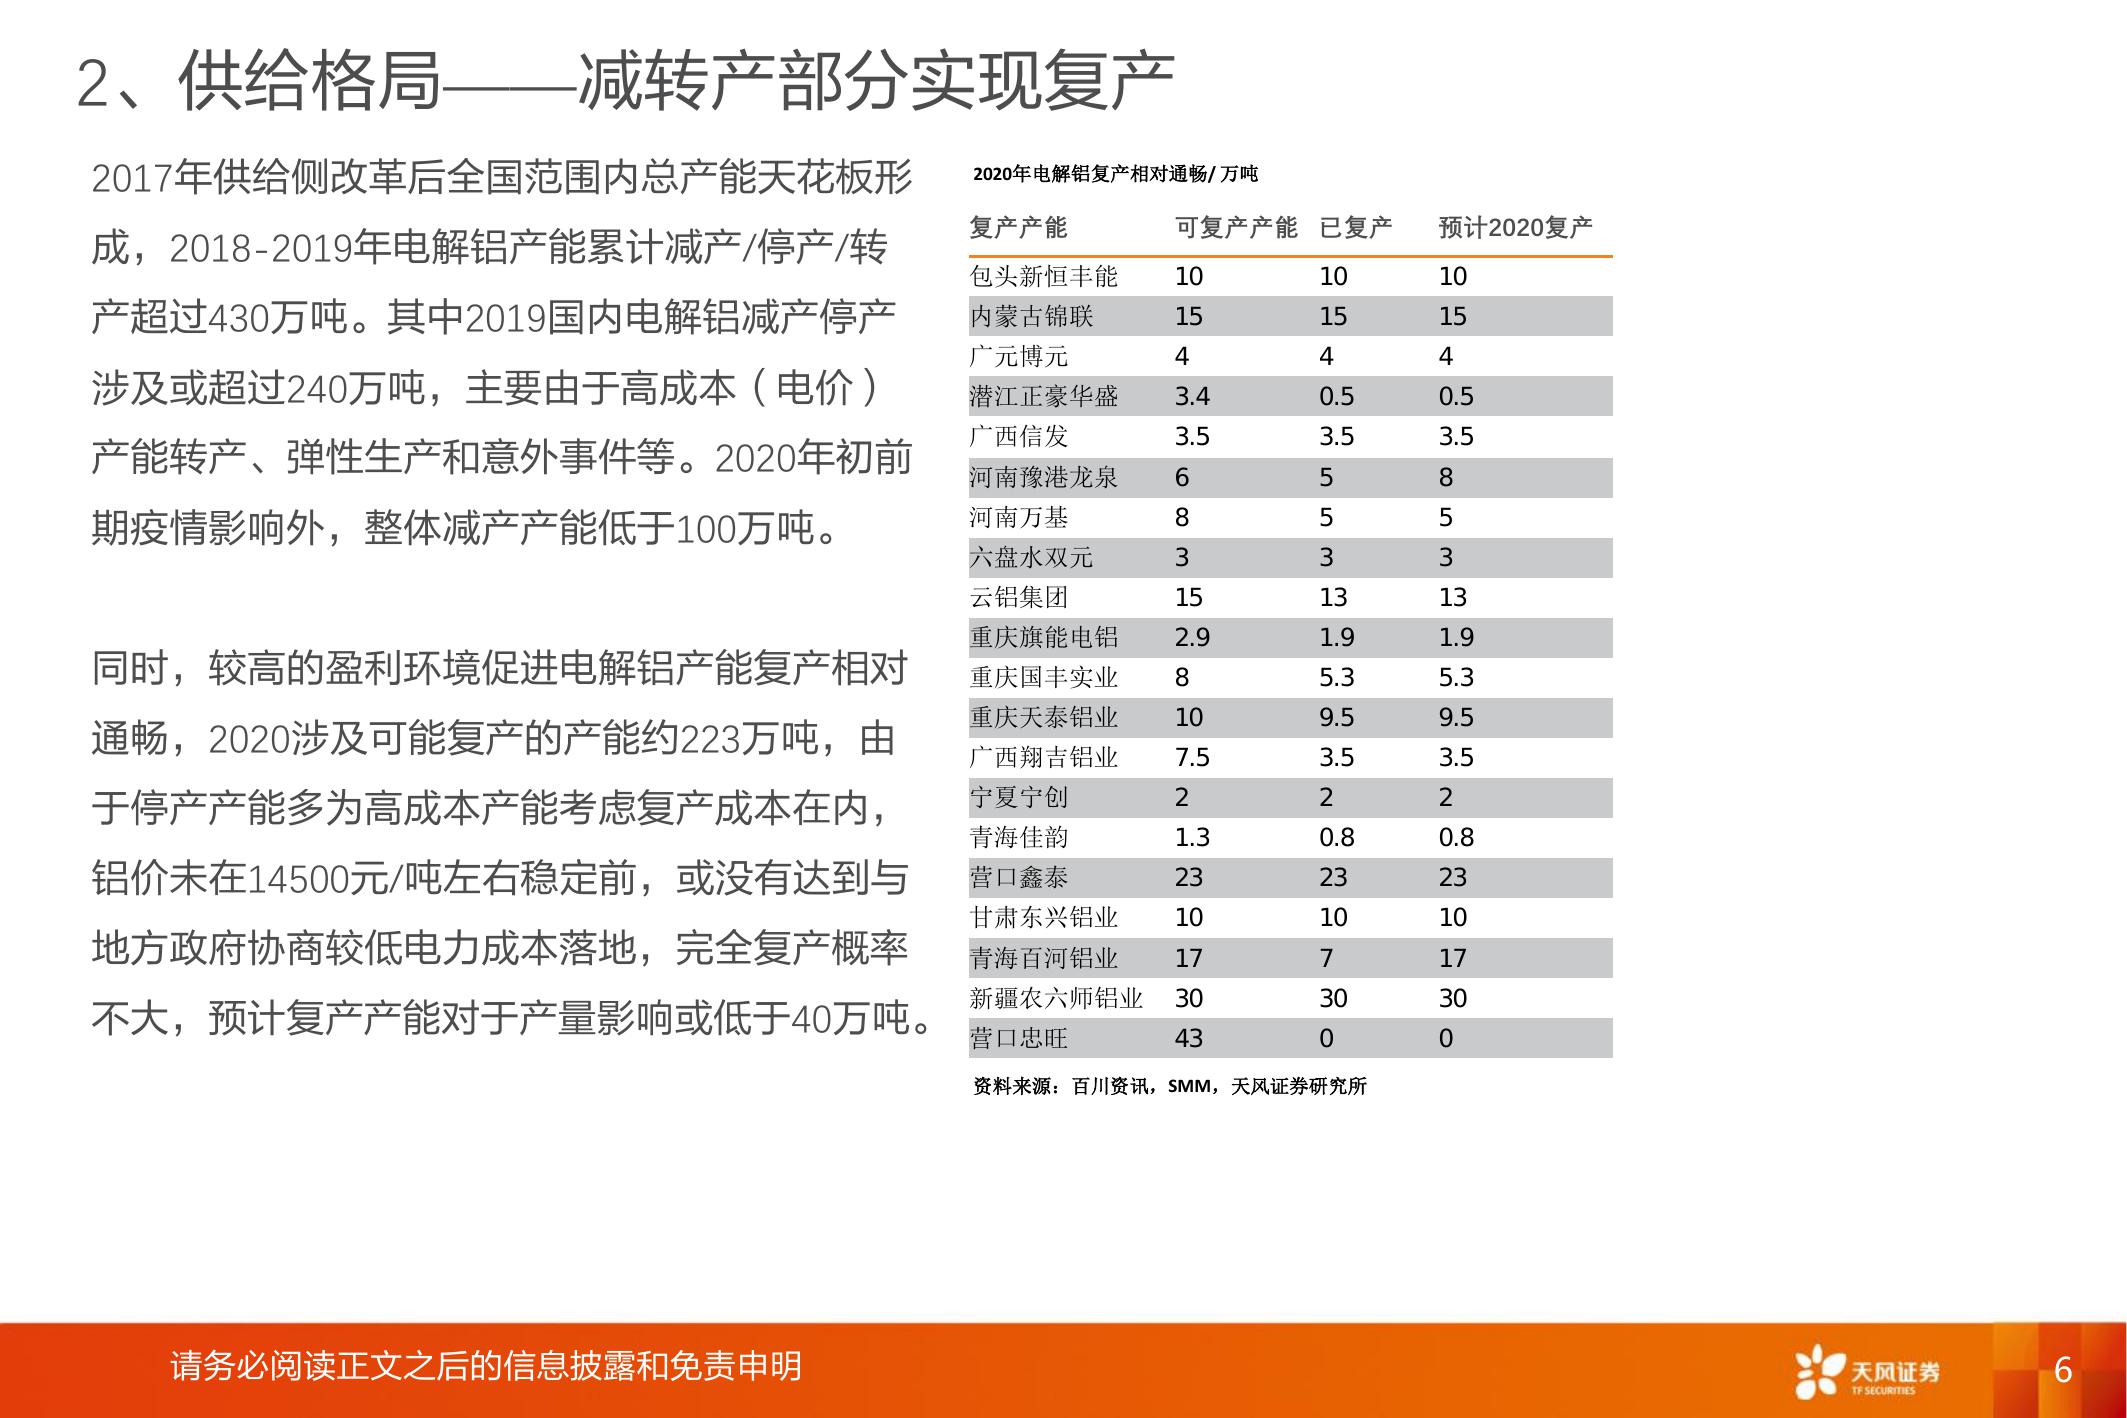 2、供给格局——减转产部分实现复产
2017年供给侧改革后全国范围内总产能天花板形
成，2018-2019年电解铝产能累计减产/停产/转
产超过430万吨。其中2019国内电解铝减产停产
涉及或超过240万吨，主要由于高成本（电价）
产能转产、弹性生产和意外事件等。2020年初前
期疫情影响外，整体减产产能低于100万吨。
同时，较高的盈利环境促进电解铝产能复产相对
通畅，2020涉及可能复产的产能约223万吨，由
于停产产能多为高成本产能考虑复产成本在内，
铝价未在14500元/吨左右稳定前，或没有达到与
地方政府协商较低电力成本落地，完全复产概率
不大，预计复产产能对于产量影响或低于40万吨。
2020年电解铝复产相对通畅/ 万吨
复产产能 可复产产能 已复产 预计2020复产
包头新恒丰能 10 10 10
内蒙古锦联 15 15 15
广元博元 4 4 4
潜江正豪华盛 3.4 0.5 0.5
广西信发 3.5 3.5 3.5
河南豫港龙泉 6 5 8
河南万基 8 5 5
六盘水双元 3 3 3
云铝集团 15 13 13
重庆旗能电铝 2.9 1.9 1.9
重庆国丰实业 8 5.3 5.3
重庆天泰铝业 10 9.5 9.5
广西翔吉铝业 7.5 3.5 3.5
宁夏宁创 2 2 2
青海佳韵 1.3 0.8 0.8
营口鑫泰 23 23 23
甘肃东兴铝业 10 10 10
青海百河铝业 17 7 17
新疆农六师铝业 30 30 30
营口忠旺 43 0 0
资料来源：百川资讯，SMM，天风证券研究所
请务必阅读正文之后的信息披露和免责申明
天风证券
TF SECURITIES
6